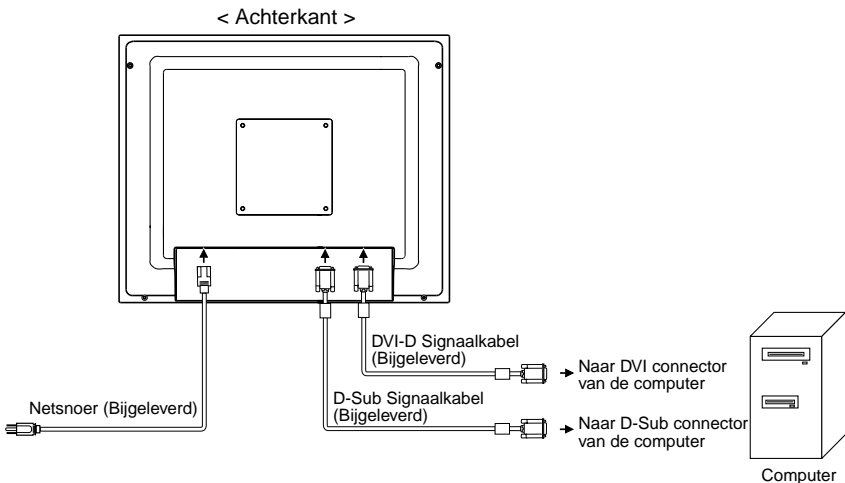 < Achterkant >
DVI-D Signaalkabel
(Bijgeleverd)
Naar DVI connector
van de computer
Netsnoer (Bijgeleverd)
D-Sub Signaalkabel
(Bijgeleverd)
Naar D-Sub connector
van de computer
Computer